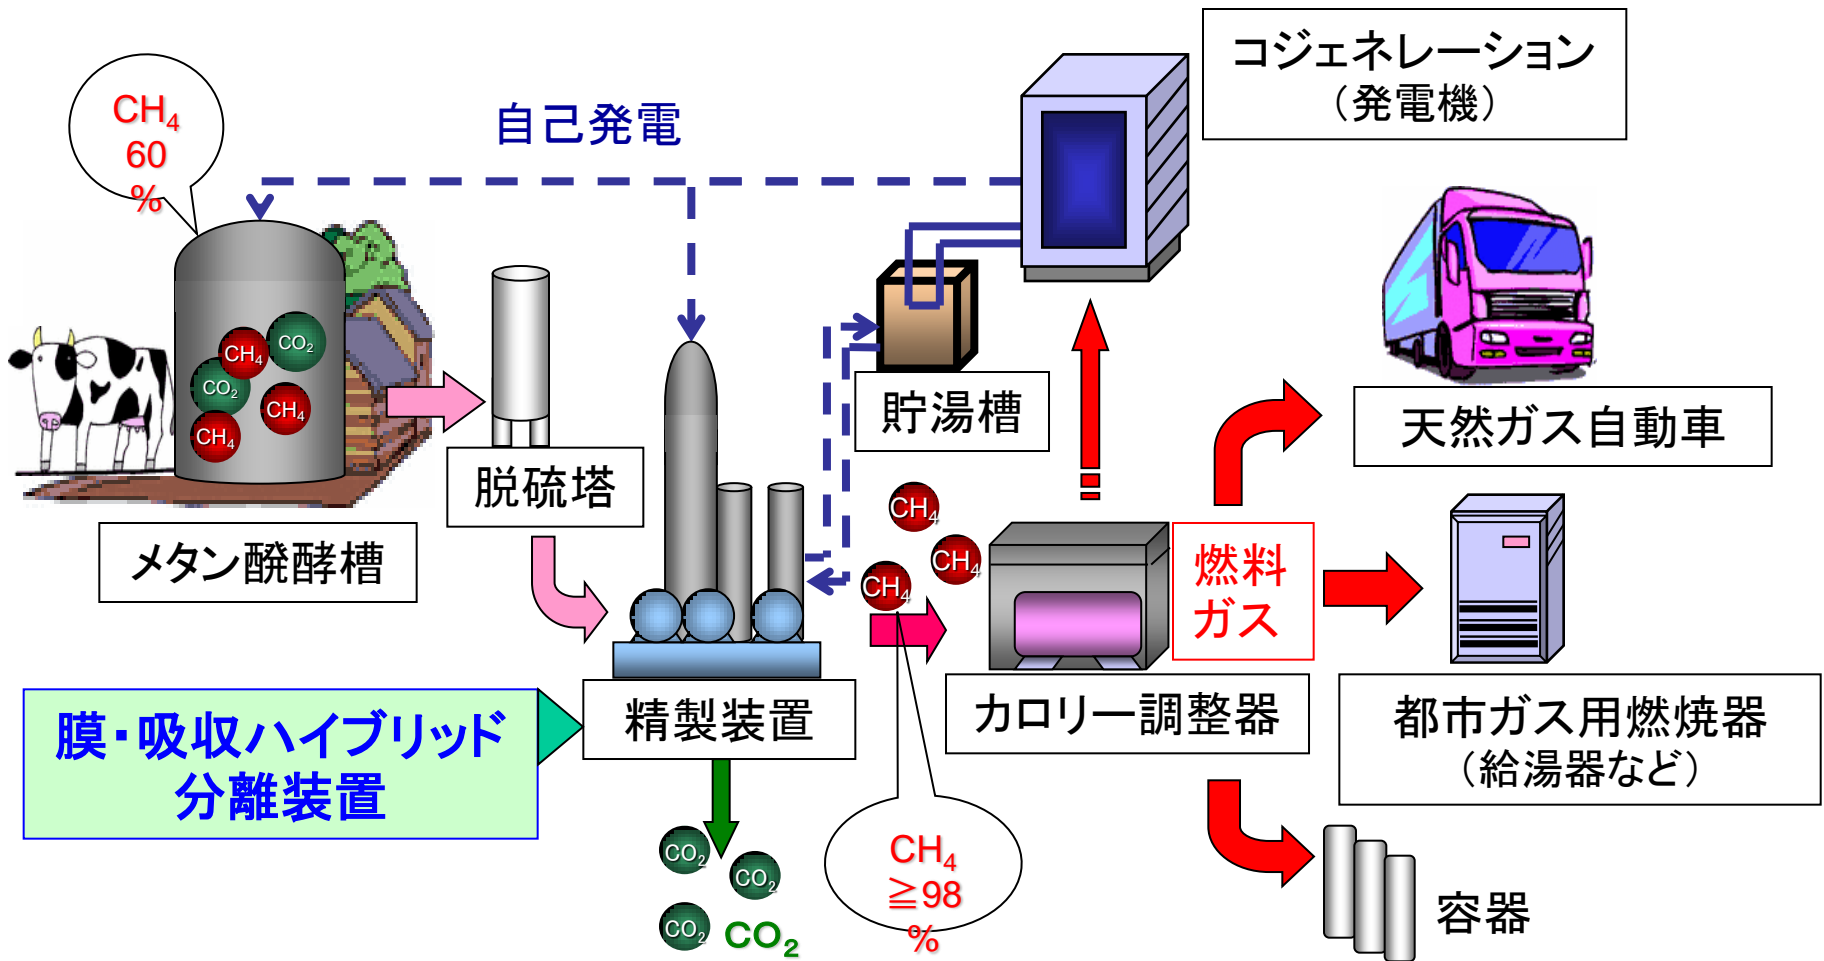 コジェネレーション
（発電機）
CH₄
60
%
自己発電
CO₂
CH₄
CO₂
CH₄
CH₄
貯湯槽
天然ガス自動車
脱硫塔
メタン醗酵槽
CH₄
CH₄
CH₄
燃料
ガス
精製装置
カロリー調整器
都市ガス用燃焼器
（給湯器など）
膜・吸収ハイブリッド
分離装置
CO₂
CO₂
CO₂
CO₂
CH₄
≧98
%
容器